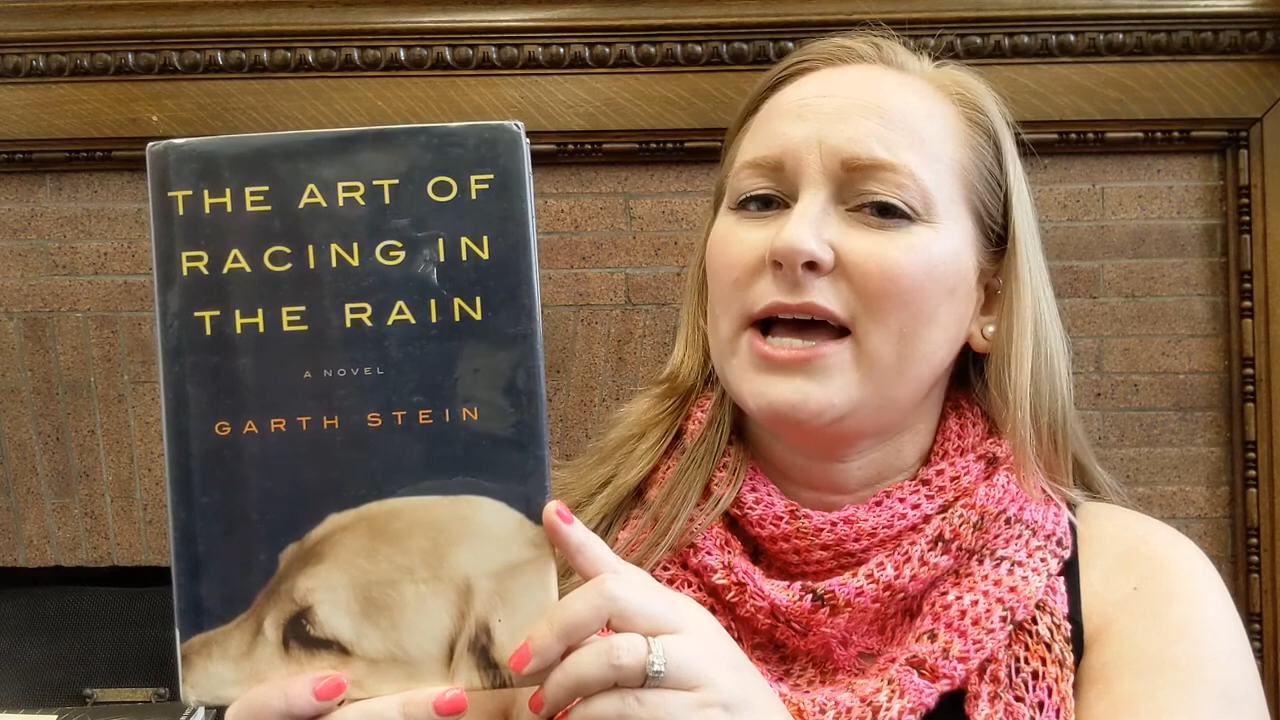 THE ART OF
RACING IN
THE RAIN
A NOVEL
GARTH STEIN